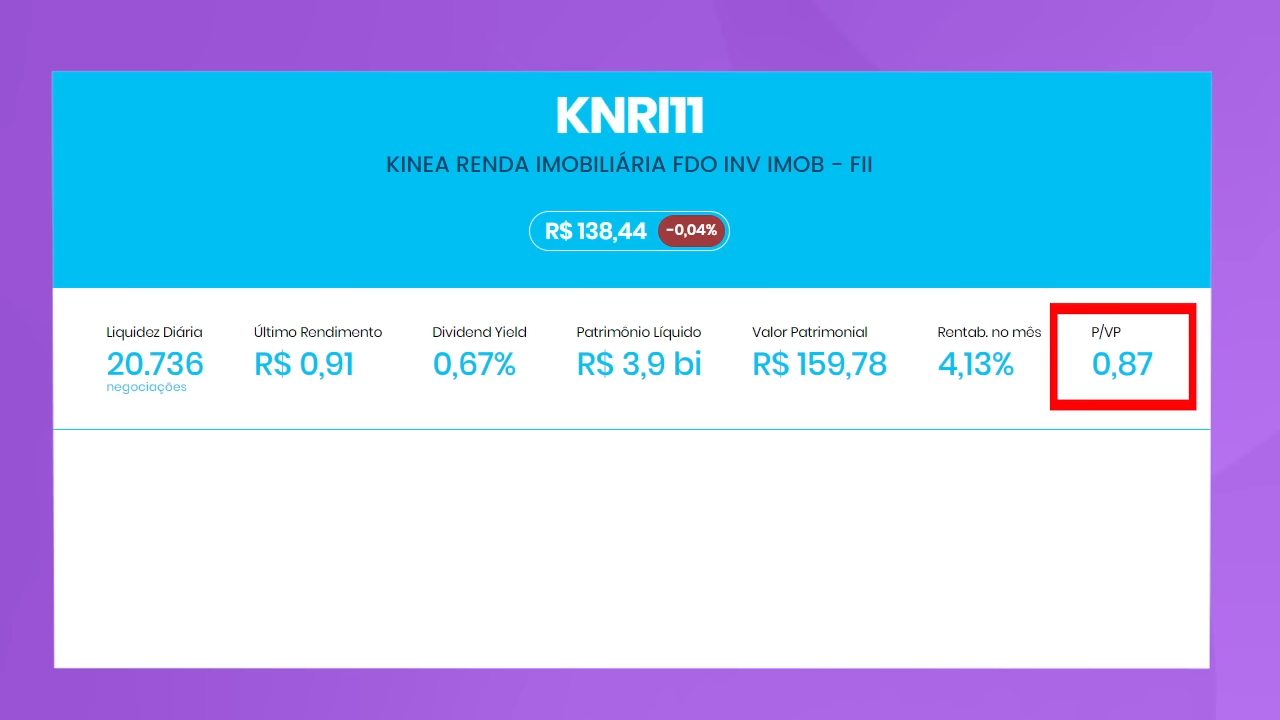 KNRI11
KINEA RENDA IMOBILIÁRIA FDO INV IMOB - FII
R$ 138,44 -0,04%
Liquidez Diária Último Rendimento Dividend Yield Patrimônio Líquido Valor Patrimonial Rentab. no mês P/VP
20.736 R$ 0,91 0,67% R$ 3,9 bi R$ 159,78 4,13% 0,87
negociações